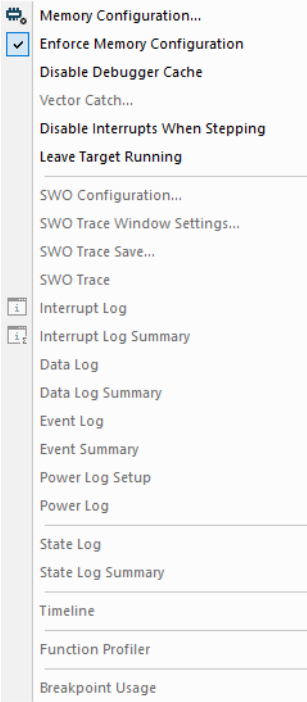 Memory Configuration...
Enforce Memory Configuration
Disable Debugger Cache
Vector Catch...
Disable Interrupts When Stepping
Leave Target Running
SWO Configuration...
SWO Trace Window Settings...
SWO Trace Save...
SWO Trace
Interrupt Log
Interrupt Log Summary
Data Log
Data Log Summary
Event Log
Event Summary
Power Log Setup
Power Log
State Log
State Log Summary
Timeline
Function Profiler
Breakpoint Usage